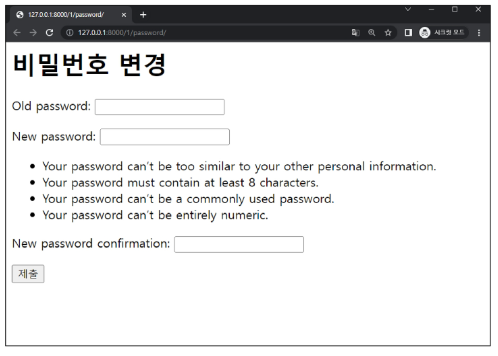 127.0.0.1:8000/1/password/
127.0.0.1:8000/1/password/
시크릿 모드
비밀번호 변경
Old password:
New password:
• Your password can't be too similar to your other personal information.
• Your password must contain at least 8 characters.
• Your password can't be a commonly used password.
• Your password can't be entirely numeric.
New password confirmation:
제출